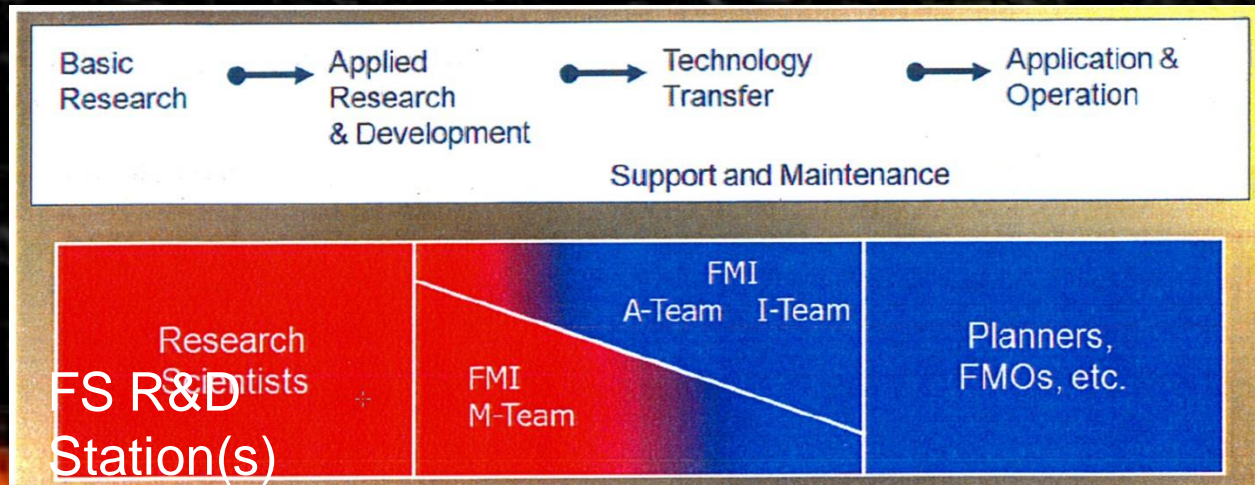 Basic
Research
Applied
Research
& Development
Technology
Transfer
Application &
Operation
Support and Maintenance
Research
Scientists
FS R&D
Station(s)
FMI
M-Team
FMI
A-Team I-Team
Planners,
FMOs, etc.